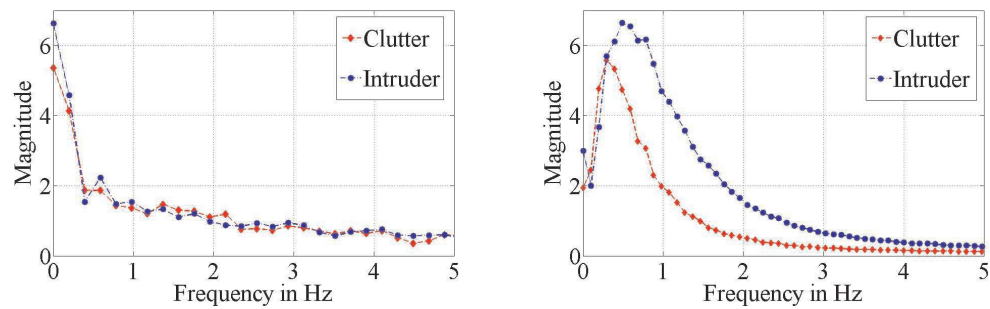 Clutter
Intruder
Magnitude
6
4
2
0
0 1 2 3 4 5
Frequency in Hz
Clutter
Intruder
Magnitude
6
4
2
0
0 1 2 3 4 5
Frequency in Hz